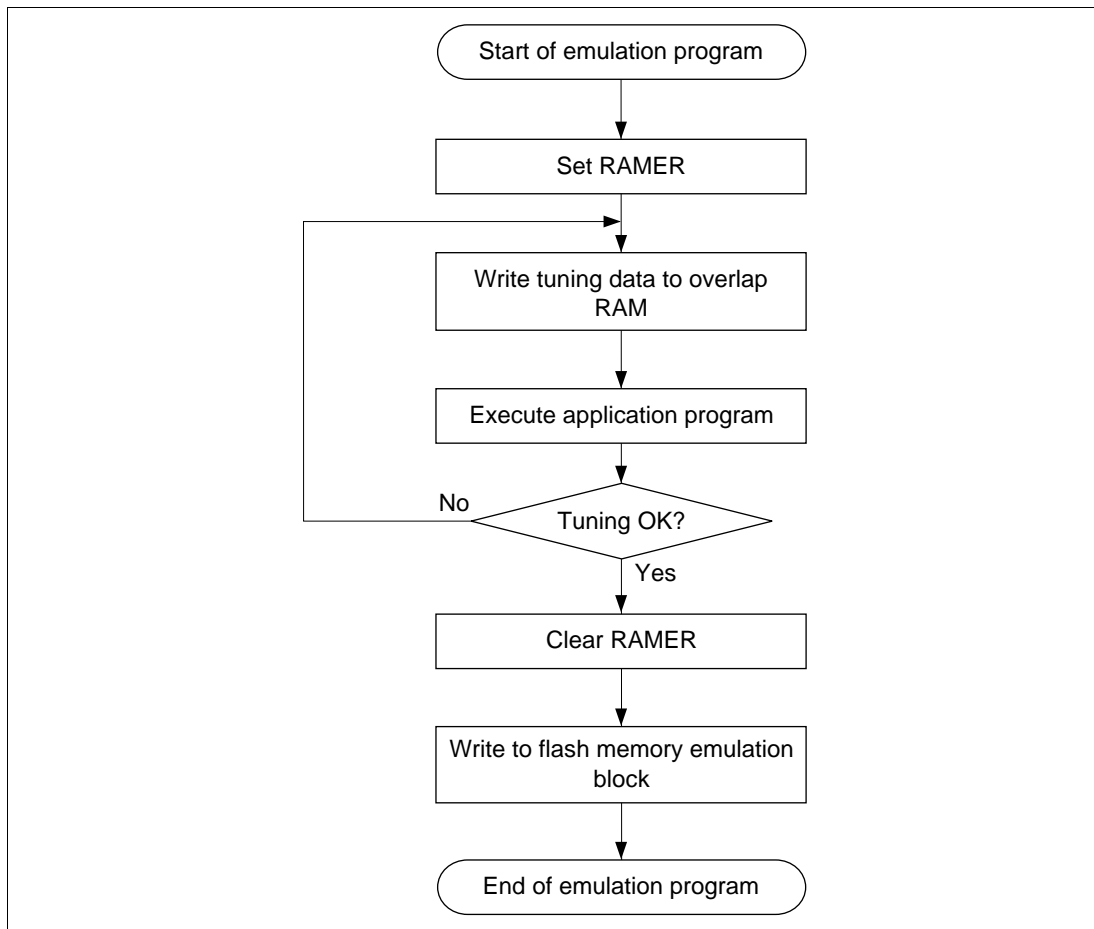 Start of emulation program
Set RAMER
Write tuning data to overlap
RAM
Execute application program
No
Tuning OK?
Yes
Clear RAMER
Write to flash memory emulation
block
End of emulation program